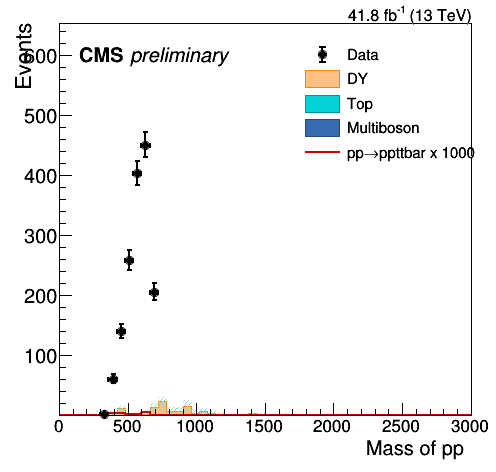 41.8 fb⁻¹ (13 TeV)
Events
CMS preliminary
Data
DY
Top
Multiboson
pp→ppttbar x 1000
600
500
400
300
200
100
0 500 1000 1500 2000 2500 3000
Mass of pp